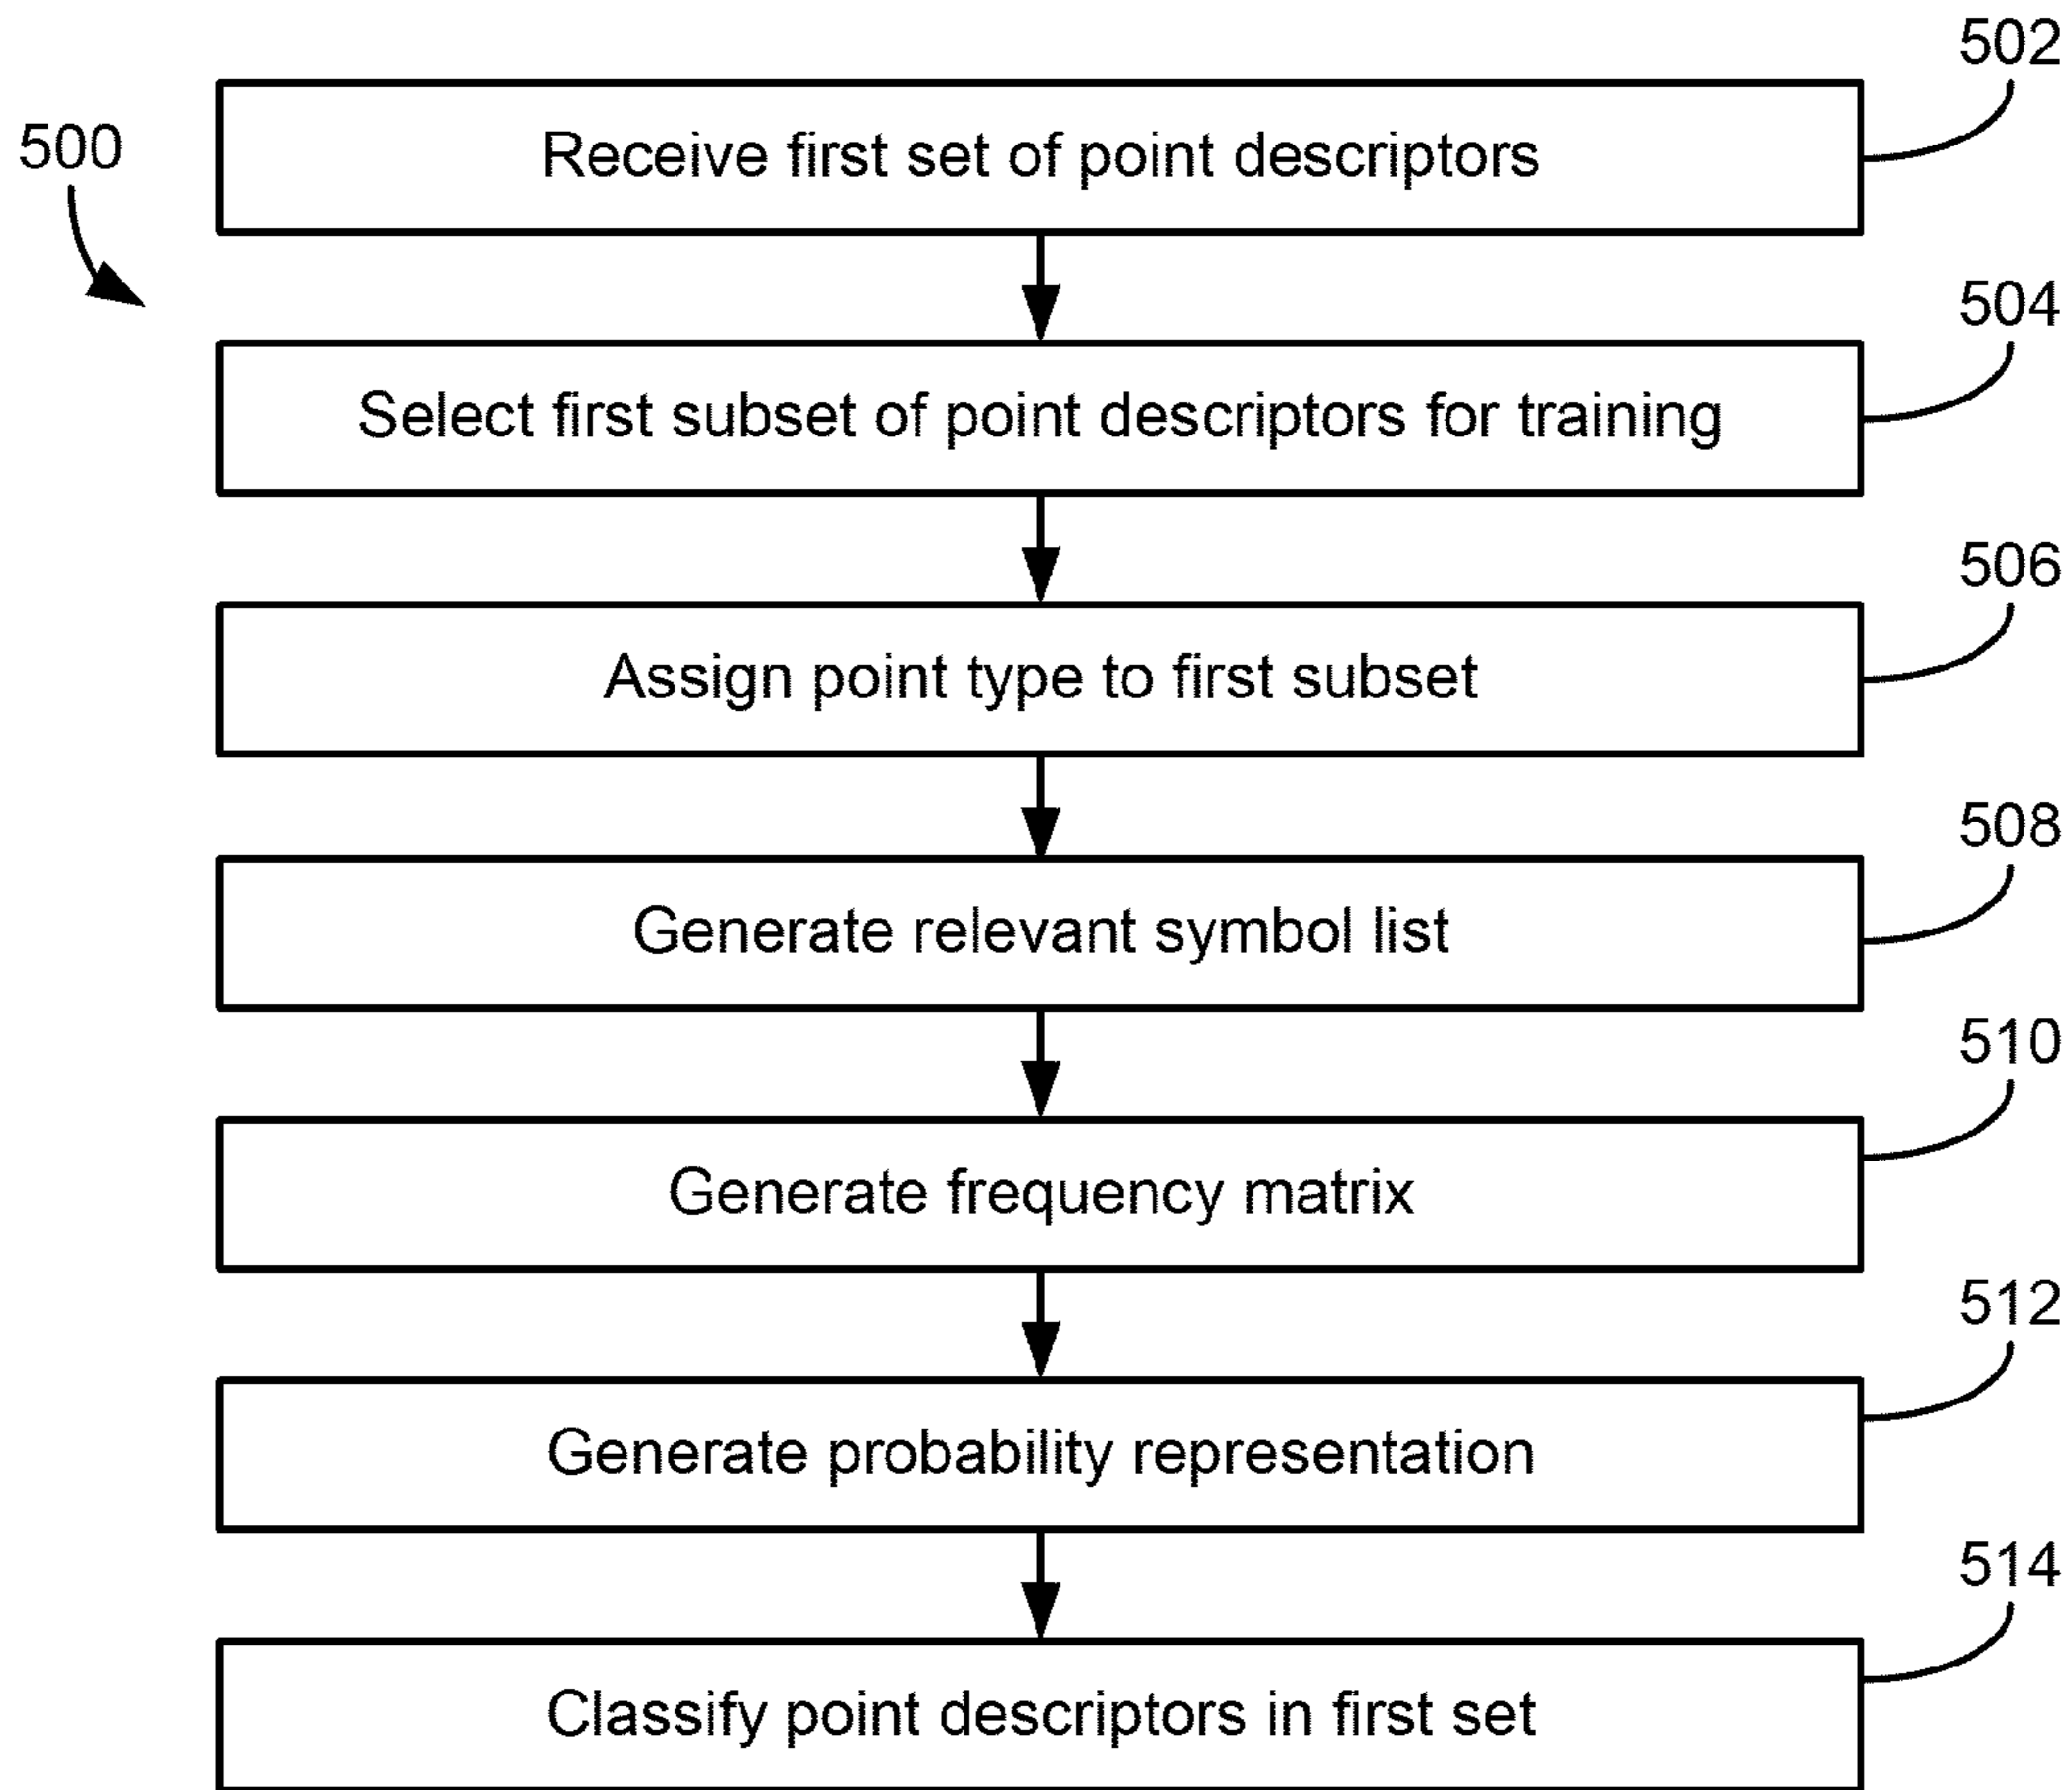 502
Receive first set of point descriptors
500
504
Select first subset of point descriptors for training
506
Assign point type to first subset
508
Generate relevant symbol list
510
Generate frequency matrix
512
Generate probability representation
514
Classify point descriptors in first set